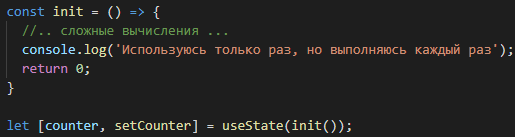 const init = () => {
  //.. сложные вычисления ...
  console.log('Используюсь только раз, но выполняюсь каждый раз');
  return 0;
}

let [counter, setCounter] = useState(init());